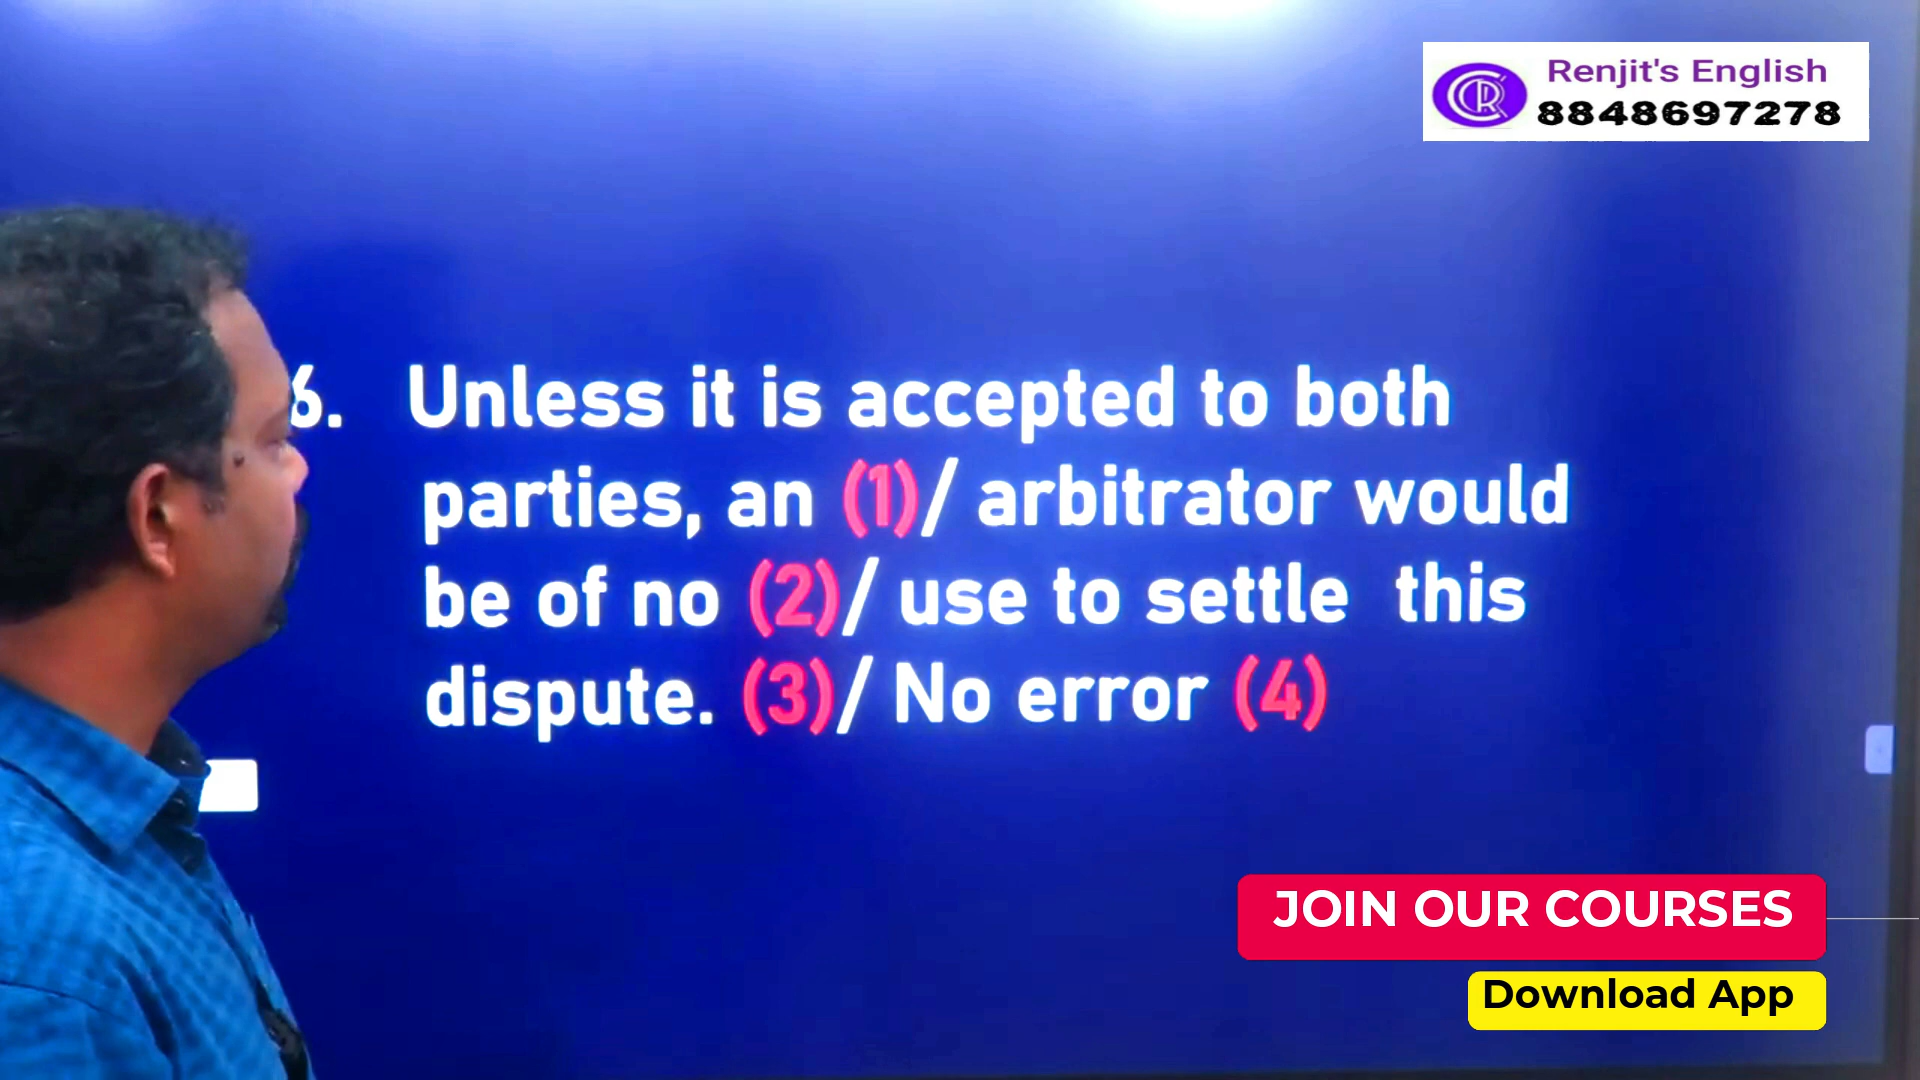 Renjit's English
8848697278
6. Unless it is accepted to both
parties, an (1)/ arbitrator would
be of no (2)/ use to settle this
dispute. (3)/ No error (4)
JOIN OUR COURSES
Download App